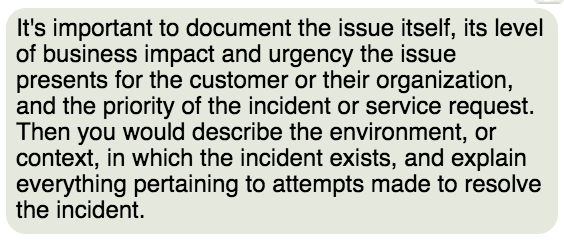 It's important to document the issue itself, its level
of business impact and urgency the issue
presents for the customer or their organization,
and the priority of the incident or service request.
Then you would describe the environment, or
context, in which the incident exists, and explain
everything pertaining to attempts made to resolve
the incident.